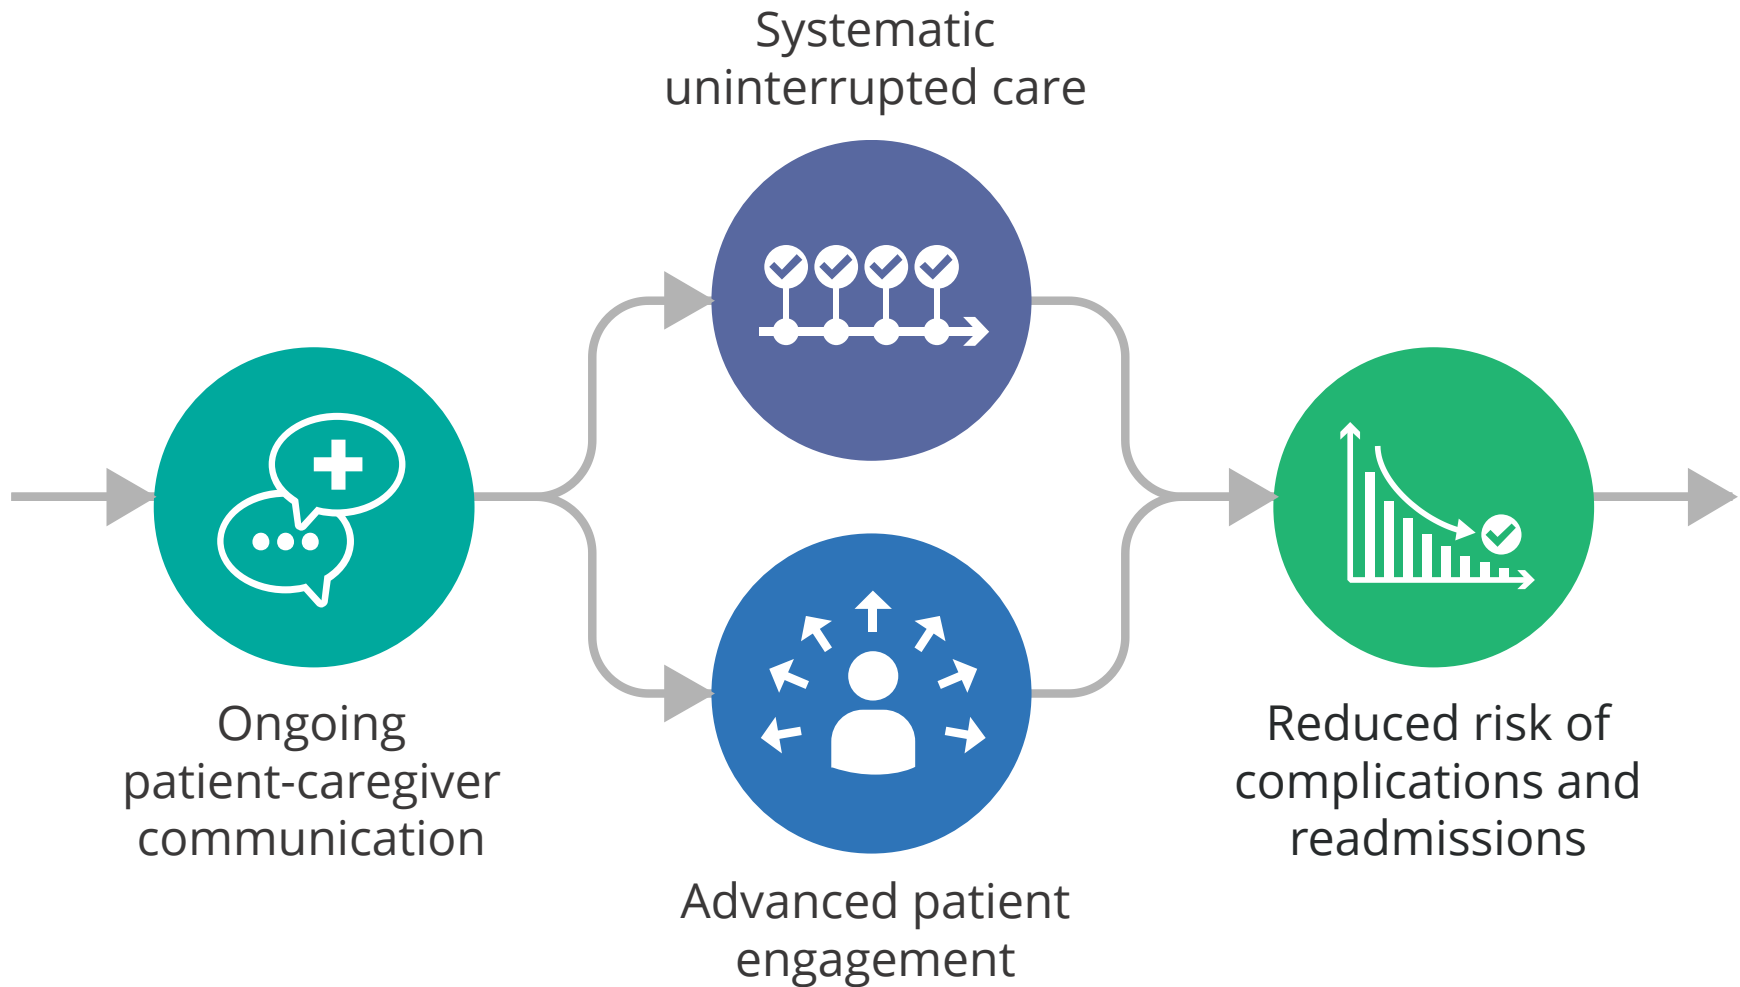 Systematic
uninterrupted care
Ongoing
patient-caregiver
communication
Advanced patient
engagement
Reduced risk of
complications and
readmissions